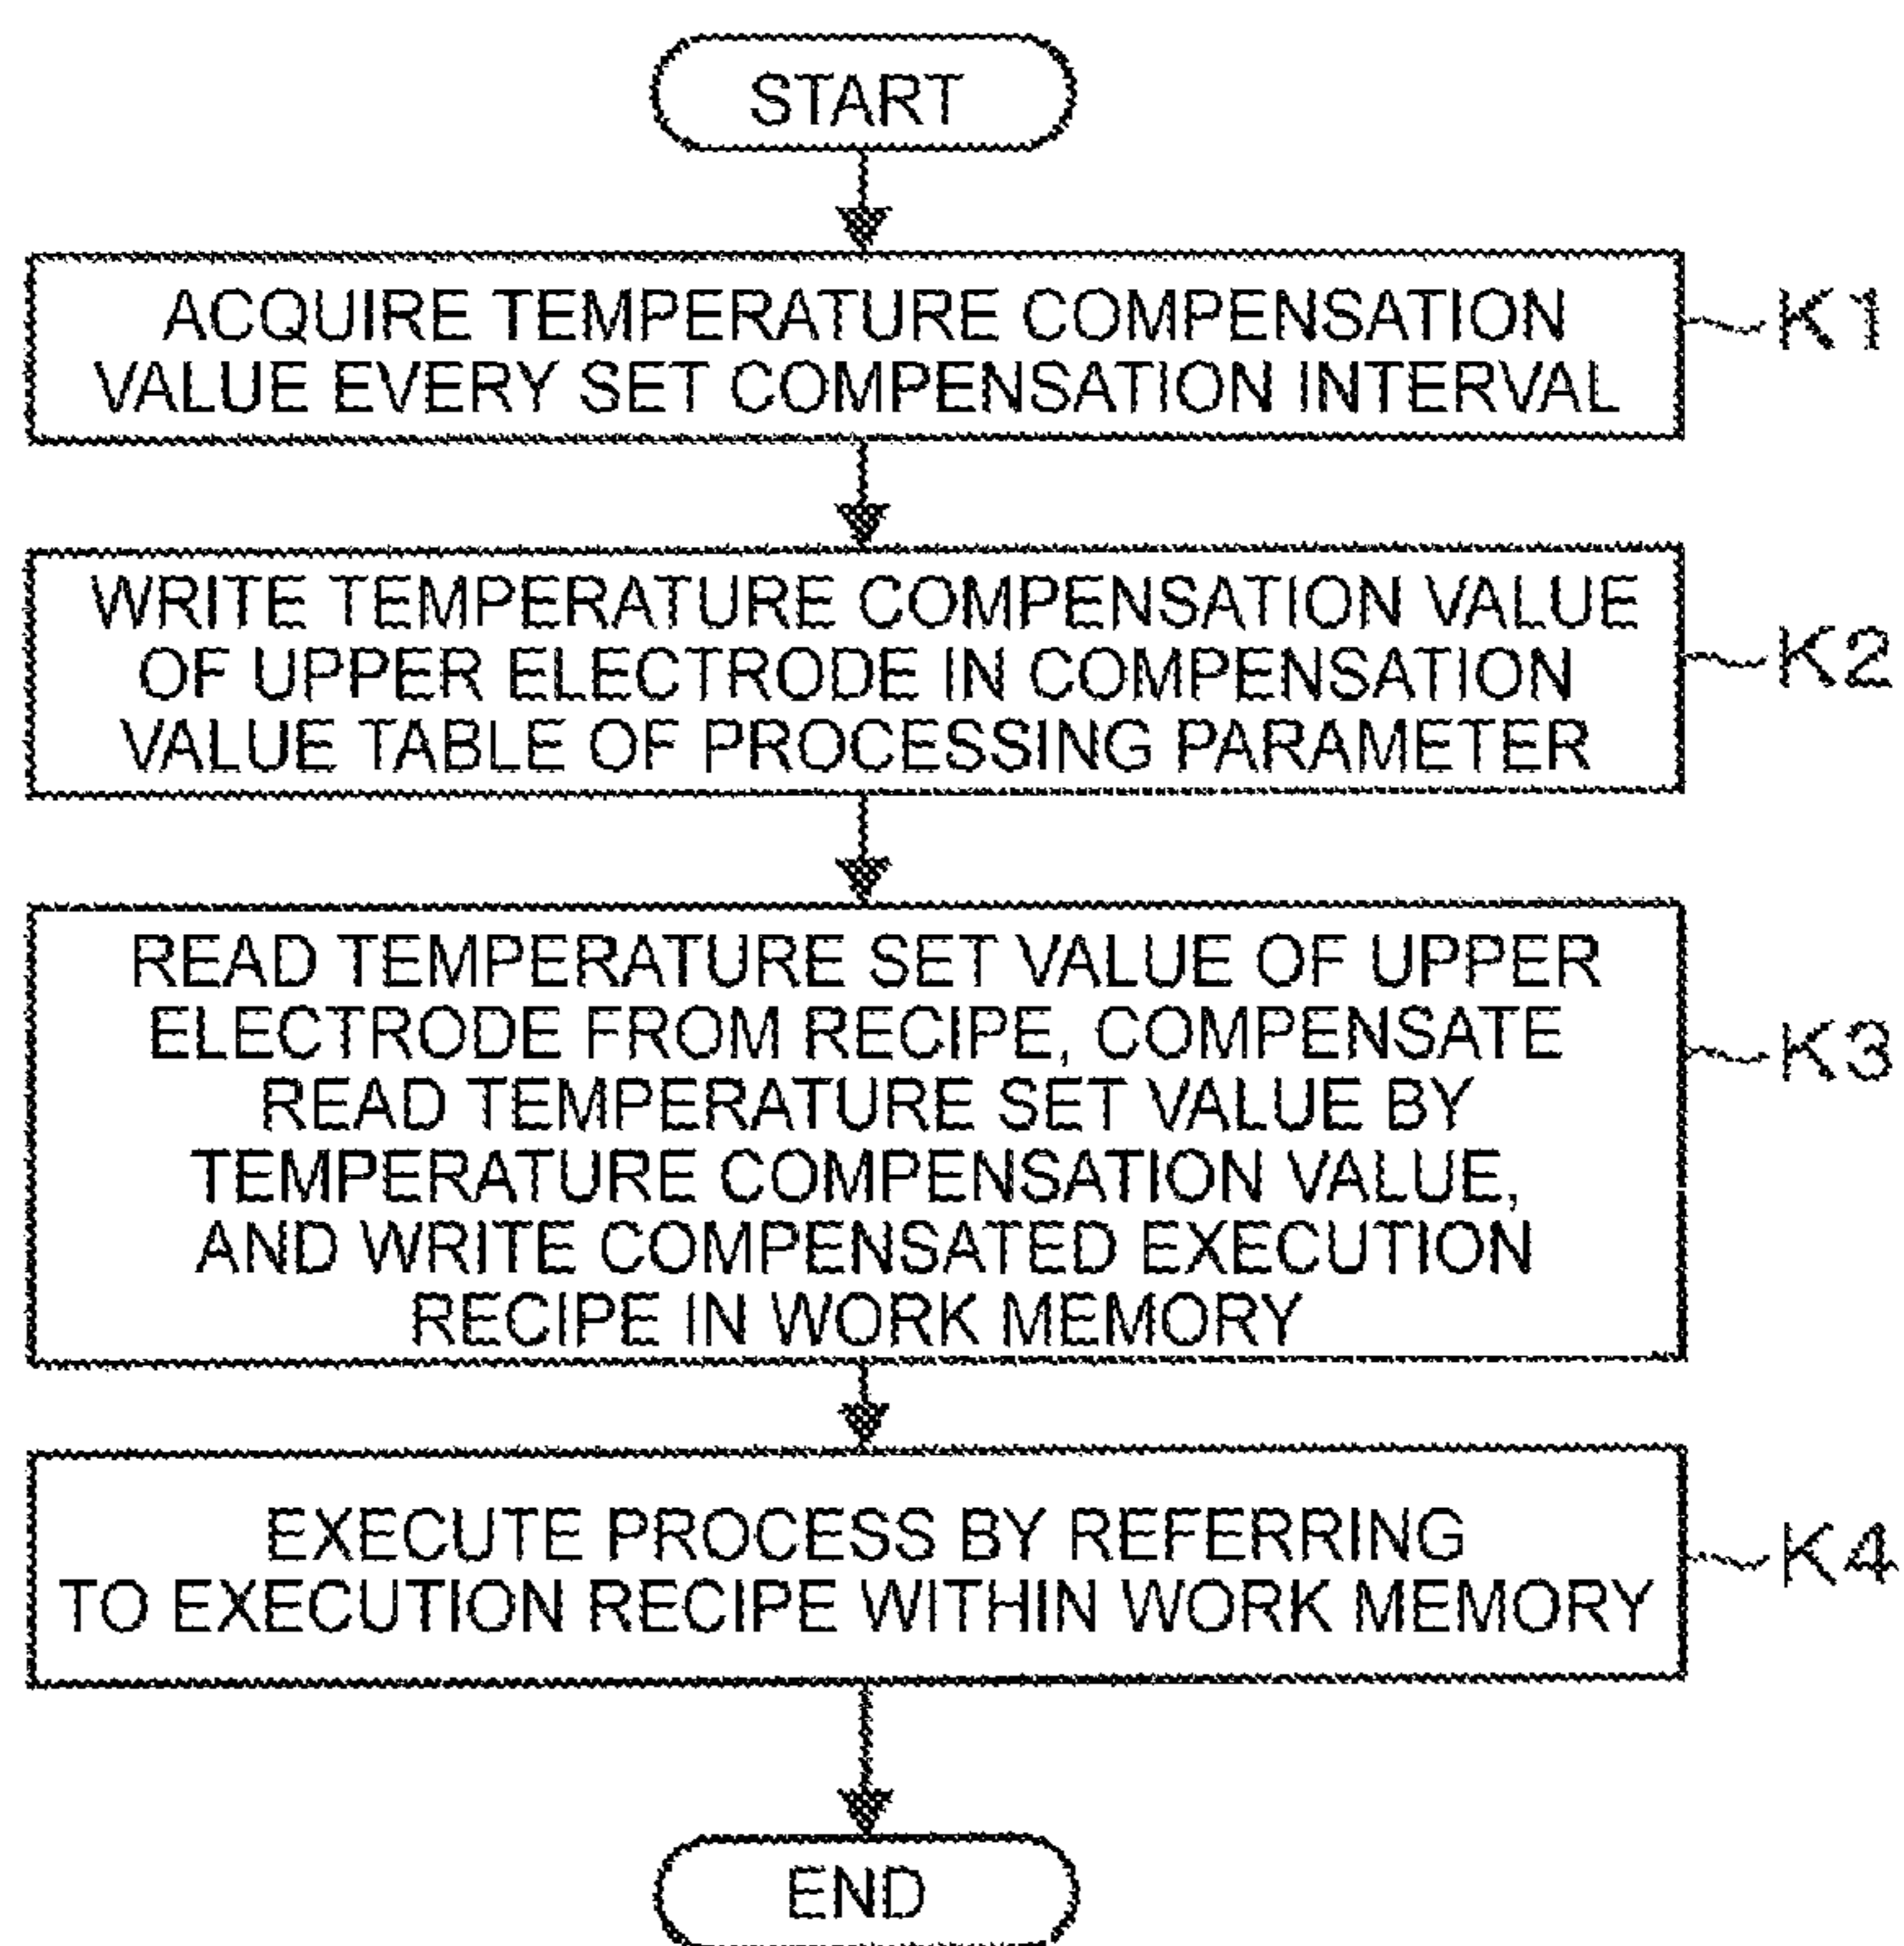 START
ACQUIRE TEMPERATURE COMPENSATION
VALUE EVERY SET COMPENSATION INTERVAL
K1
WRITE TEMPERATURE COMPENSATION VALUE
OF UPPER ELECTRODE IN COMPENSATION
VALUE TABLE OF PROCESSING PARAMETER
K2
READ TEMPERATURE SET VALUE OF UPPER
ELECTRODE FROM RECIPE, COMPENSATE
READ TEMPERATURE SET VALUE BY
TEMPERATURE COMPENSATION VALUE,
AND WRITE COMPENSATED EXECUTION
RECIPE IN WORK MEMORY
K3
EXECUTE PROCESS BY REFERRING
TO EXECUTION RECIPE WITHIN WORK MEMORY
K4
END